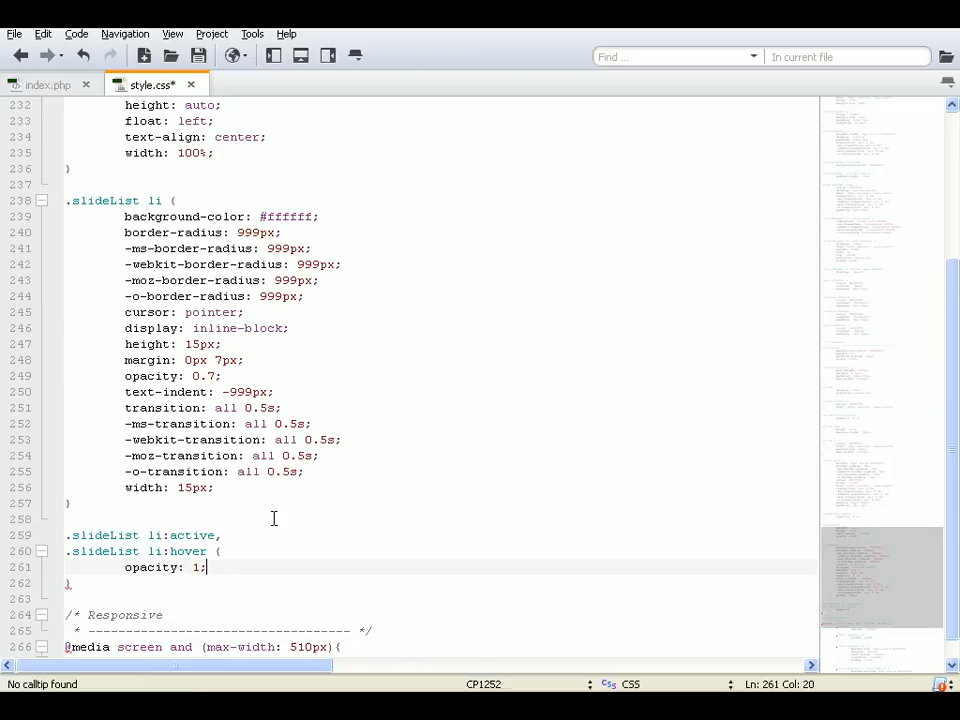 File Edit Code Navigation View Project Tools Help
Find ... In current file
index.php style.css*
232 height: auto;
233 float: left;
234 text-align: center;
235 width: 100%;
236 }
237
238 .slideList li {
239 background-color: #ffffff;
240 border-radius: 999px;
241 -ms-border-radius: 999px;
242 -webkit-border-radius: 999px;
243 -moz-border-radius: 999px;
244 -o-border-radius: 999px;
245 cursor: pointer;
246 display: inline-block;
247 height: 15px;
248 margin: 0px 7px;
249 opacity: 0.7;
250 text-indent: -999px;
251 transition: all 0.5s;
252 -ms-transition: all 0.5s;
253 -webkit-transition: all 0.5s;
254 -moz-transition: all 0.5s;
255 -o-transition: all 0.5s;
256 width: 15px;
257
258
259 .slideList li:active,
260 .slideList li:hover {
261 opacity: 1;
262 }
263
264 /* Responsive
265 * ----------------------------------- */
266 @media screen and (max-width: 510px){
No calltip found CP1252 CSS Ln: 261 Col: 20